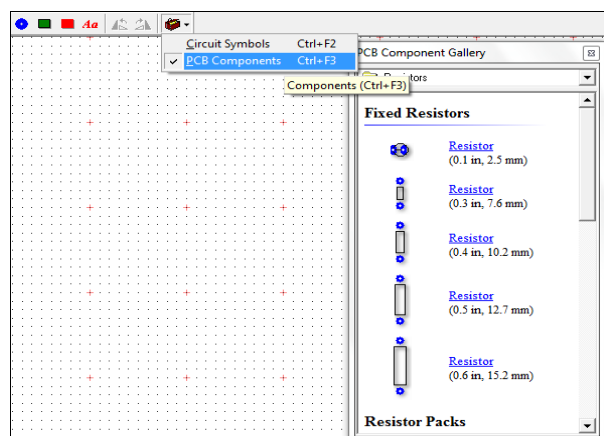 Aa
Circuit Symbols Ctrl+F2
PCB Components Ctrl+F3
Components (Ctrl+F3)
PCB Component Gallery
Resistors
Fixed Resistors
Resistor
(0.1 in, 2.5 mm)
Resistor
(0.3 in, 7.6 mm)
Resistor
(0.4 in, 10.2 mm)
Resistor
(0.5 in, 12.7 mm)
Resistor
(0.6 in, 15.2 mm)
Resistor Packs